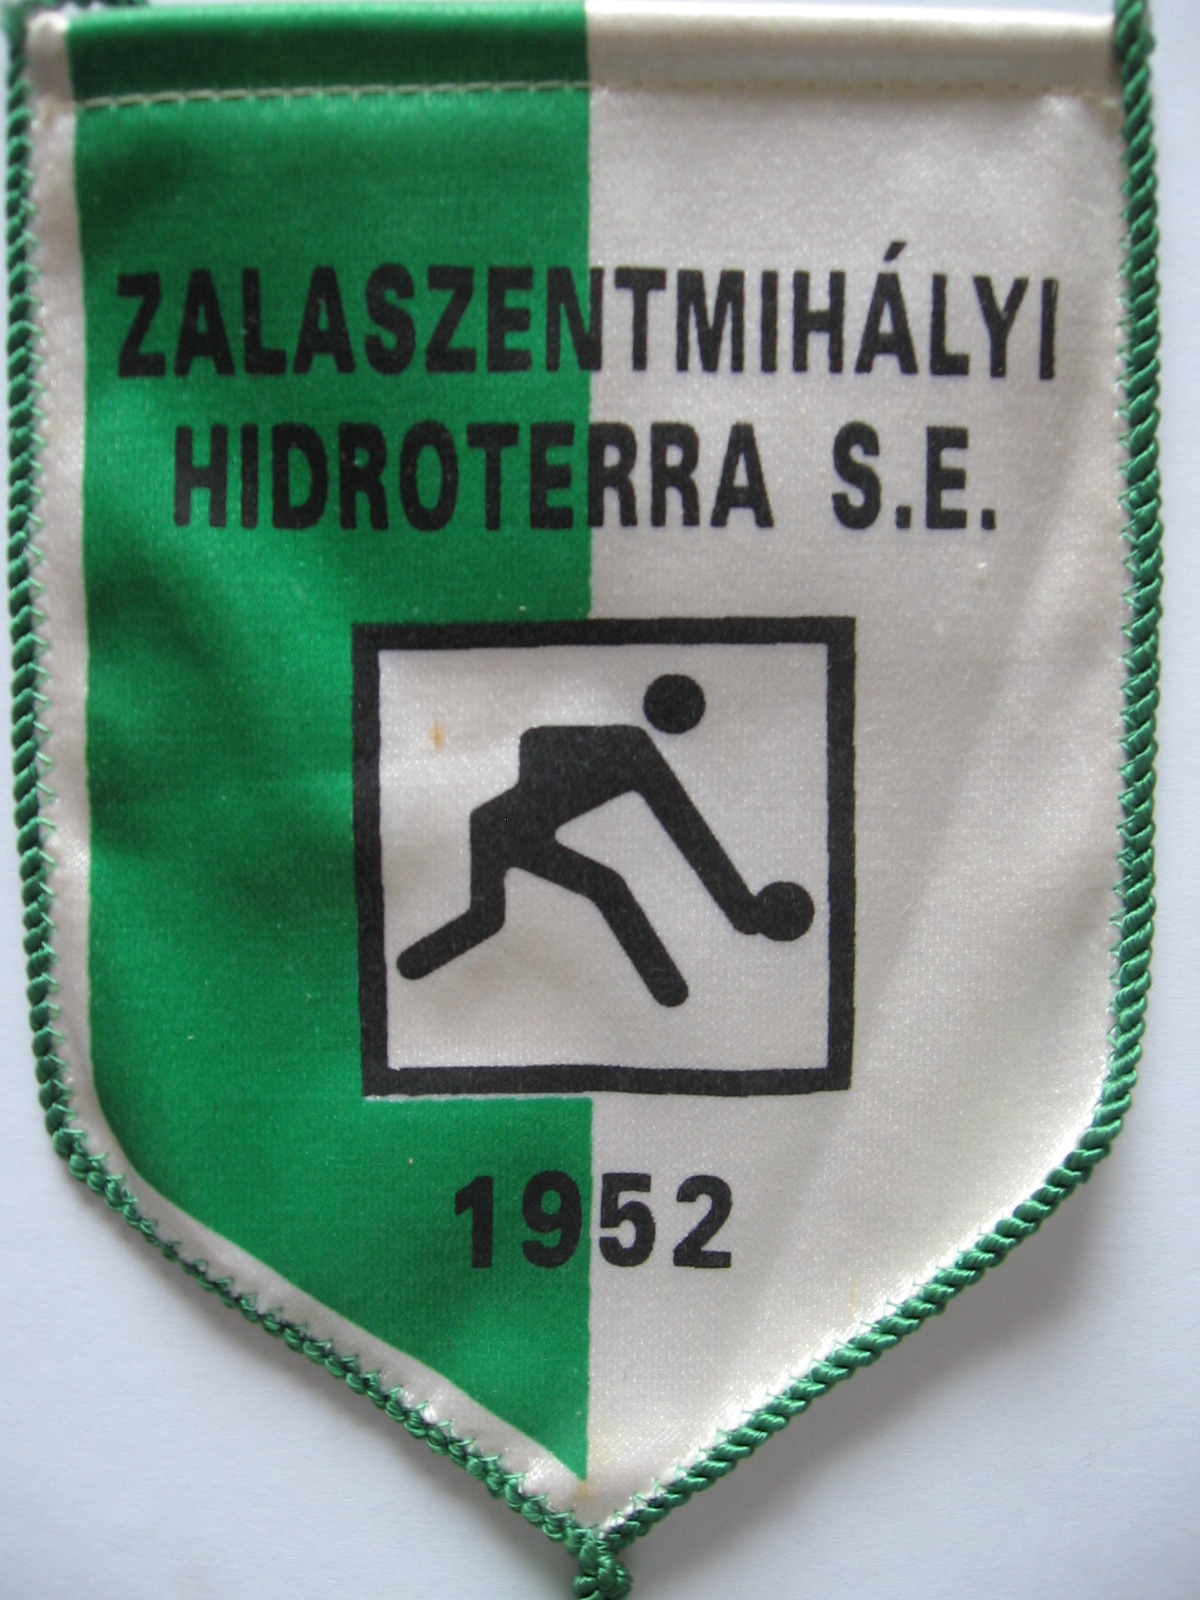 ZALASZENTMIHÁLYI
HIDROTERRA S.E.
1952